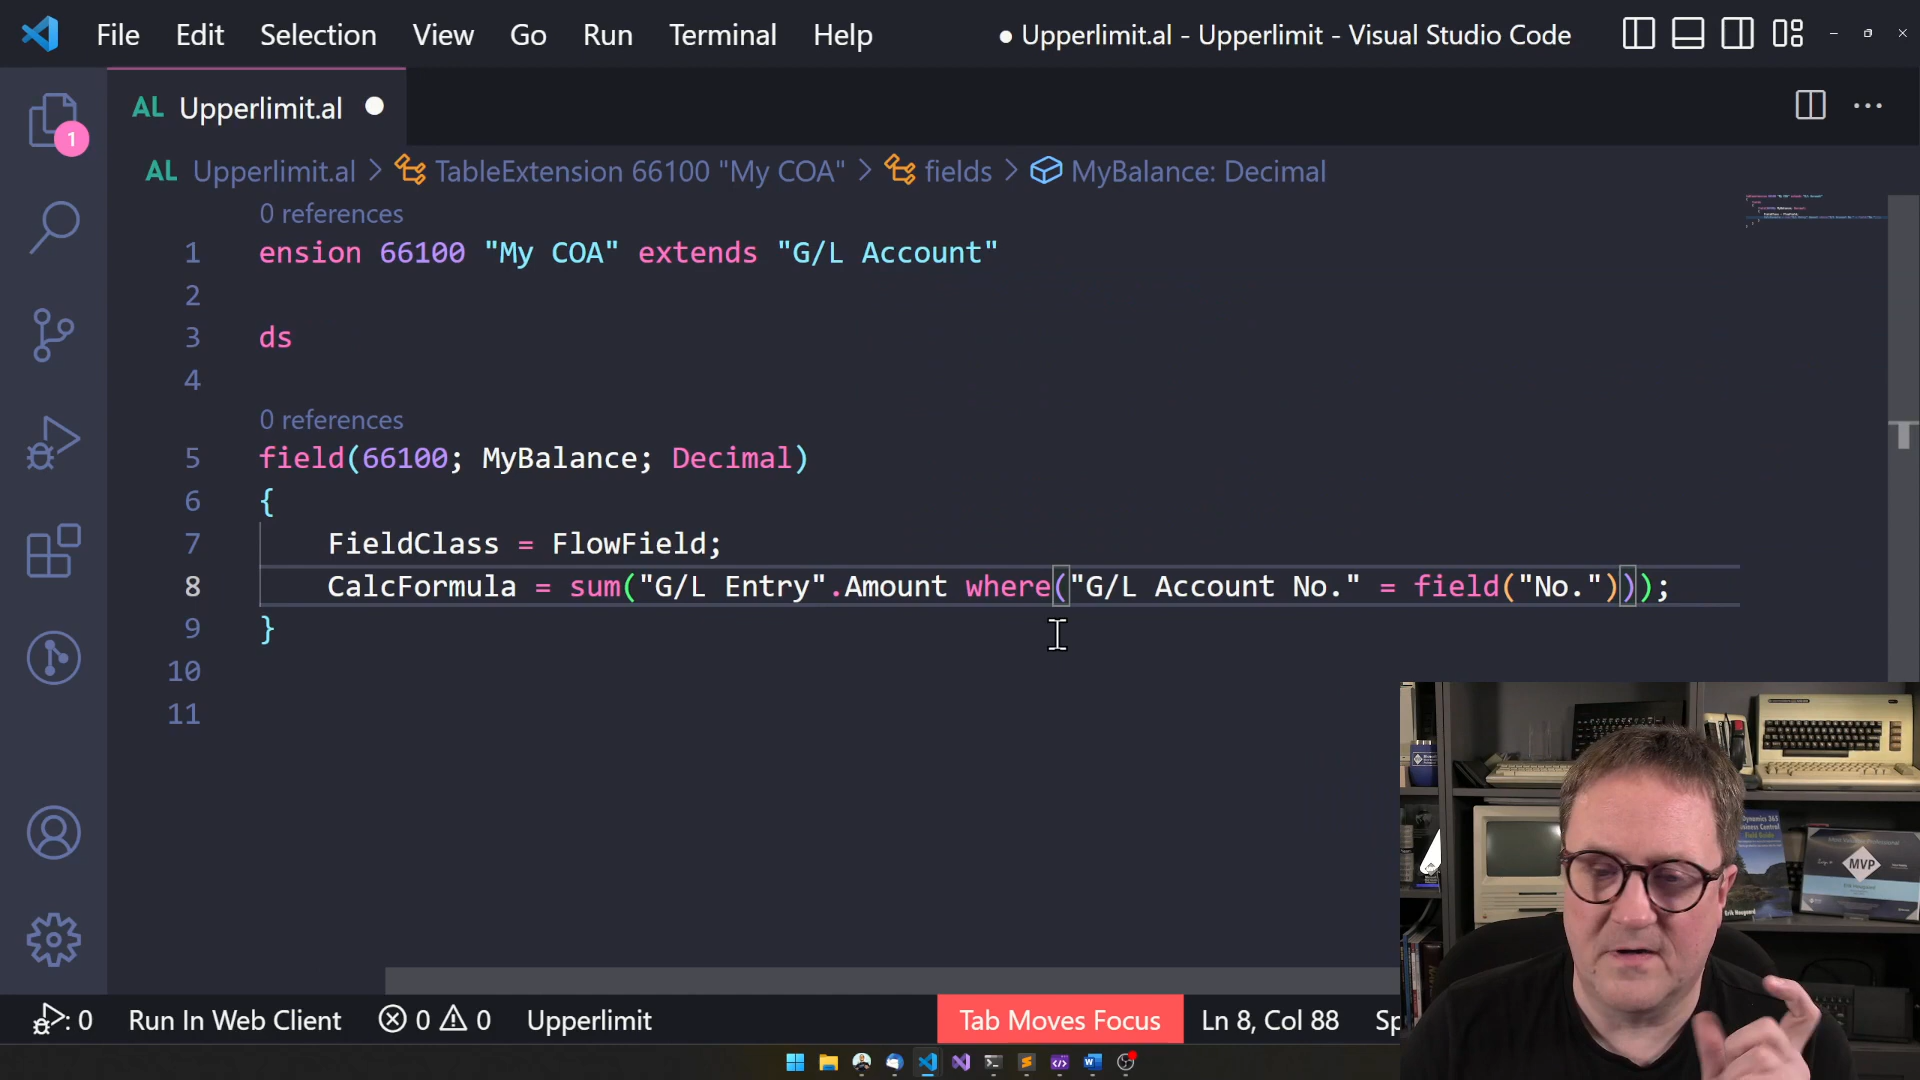 File Edit Selection View Go Run Terminal Help ● Upperlimit.al - Upperlimit - Visual Studio Code
AL Upperlimit.al ●
AL Upperlimit.al > TableExtension 66100 "My COA" > fields > MyBalance: Decimal
0 references
1 ension 66100 "My COA" extends "G/L Account"
2
3 ds
4
0 references
5 field(66100; MyBalance; Decimal)
6 {
7 FieldClass = FlowField;
8 CalcFormula = sum("G/L Entry".Amount where("G/L Account No." = field("No.")));
9 }
10
11
1
MVP
Erik Hougaard
: 0 Run In Web Client 0 0 Upperlimit Tab Moves Focus Ln 8, Col 88 Sp